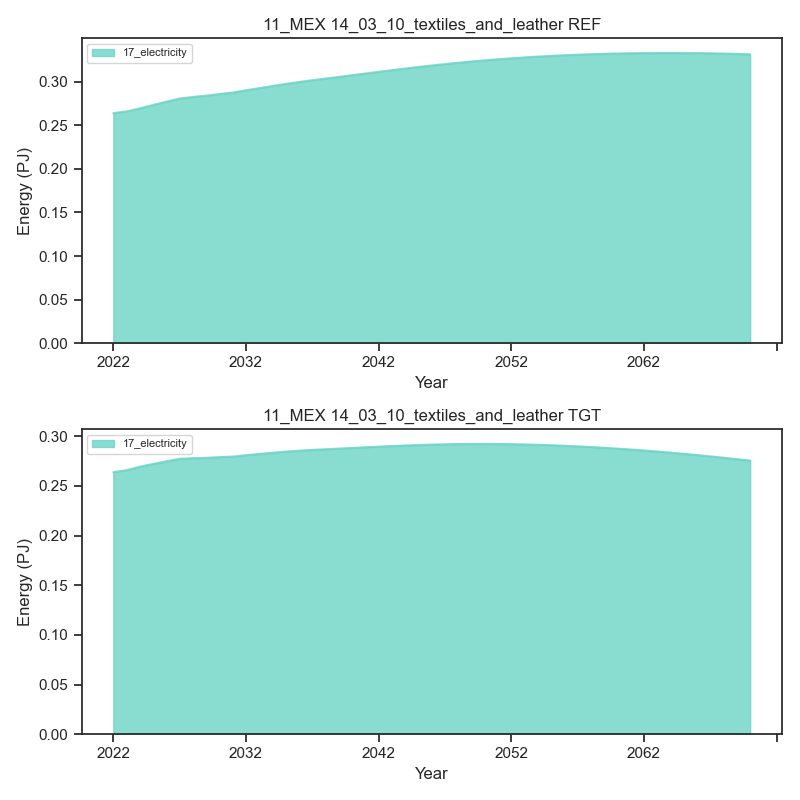 11_MEX 14_03_10_textiles_and_leather REF
17_electricity
Energy (PJ)
0.30
0.25
0.20
0.15
0.10
0.05
0.00
2022 2032 2042 2052 2062
Year
11_MEX 14_03_10_textiles_and_leather TGT
17_electricity
Energy (PJ)
0.30
0.25
0.20
0.15
0.10
0.05
0.00
2022 2032 2042 2052 2062
Year